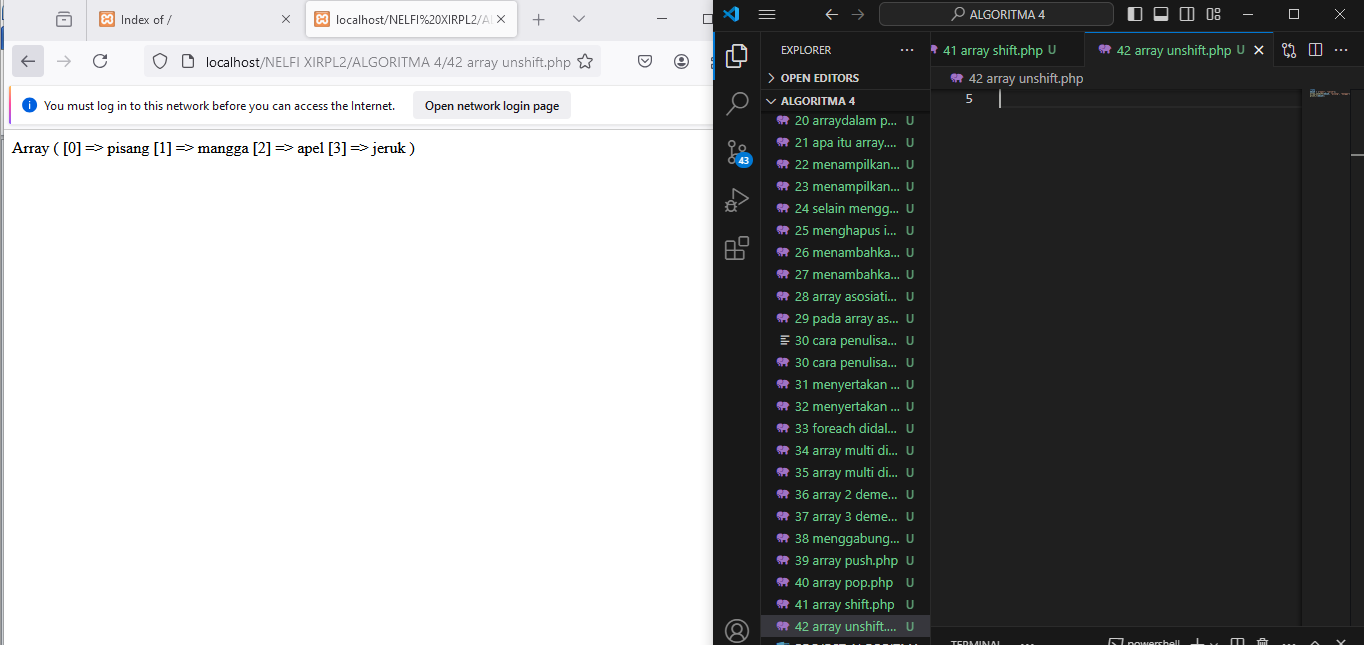 Index of /
localhost/NELFI%20XIRPL2/AL
localhost/NELFI XIRPL2/ALGORITMA 4/42 array unshift.php
You must log in to this network before you can access the Internet.
Open network login page
Array ( [0] => pisang [1] => mangga [2] => apel [3] => jeruk )
ALGORITMA 4
EXPLORER
OPEN EDITORS
ALGORITMA 4
20 arraydalam p... U
21 apa itu array.... U
22 menampilkan... U
23 menampilkan... U
24 selain mengg... U
25 menghapus i... U
26 menambahka... U
27 menambahka... U
28 array asosiati... U
29 pada array as... U
30 cara penulisa... U
30 cara penulisa... U
31 menyertakan ... U
32 menyertakan ... U
33 foreach didal... U
34 array multi di... U
35 array multi di... U
36 array 2 deme... U
37 array 3 deme... U
38 menggabung... U
39 array push.php U
40 array pop.php U
41 array shift.php U
42 array unshift.... U
43
41 array shift.php U
42 array unshift.php U
42 array unshift.php
5
TERMINAL
powershell